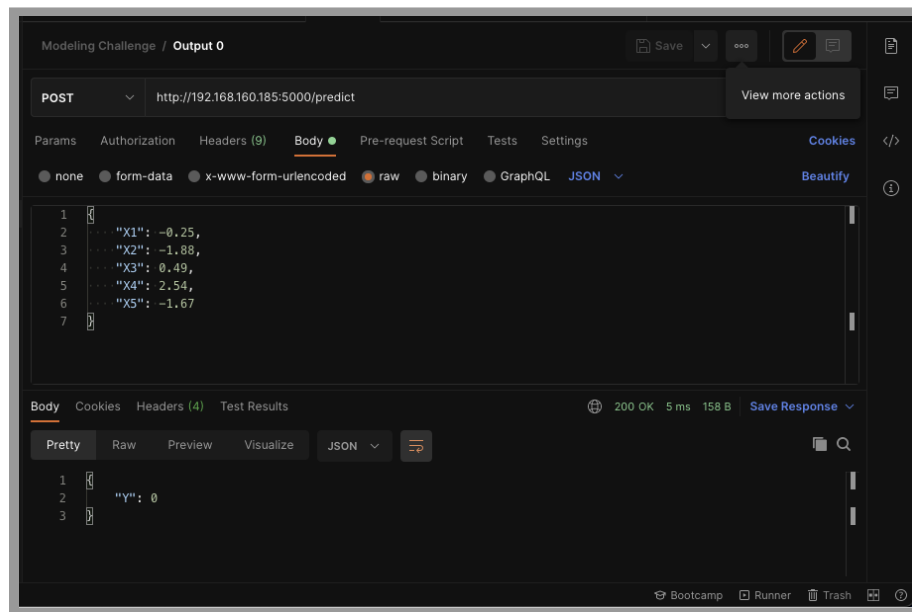 Modeling Challenge / Output 0 Save
View more actions
POST http://192.168.160.185:5000/predict
Params Authorization Headers (9) Body Pre-request Script Tests Settings Cookies
none form-data x-www-form-urlencoded raw binary GraphQL JSON Beautify
1 {
2 "X1": -0.25,
3 "X2": -1.88,
4 "X3": 0.49,
5 "X4": 2.54,
6 "X5": -1.67
7 }
Body Cookies Headers (4) Test Results 200 OK 5 ms 158 B Save Response
Pretty Raw Preview Visualize JSON
1 {
2 "Y": 0
3 }
Bootcamp Runner Trash